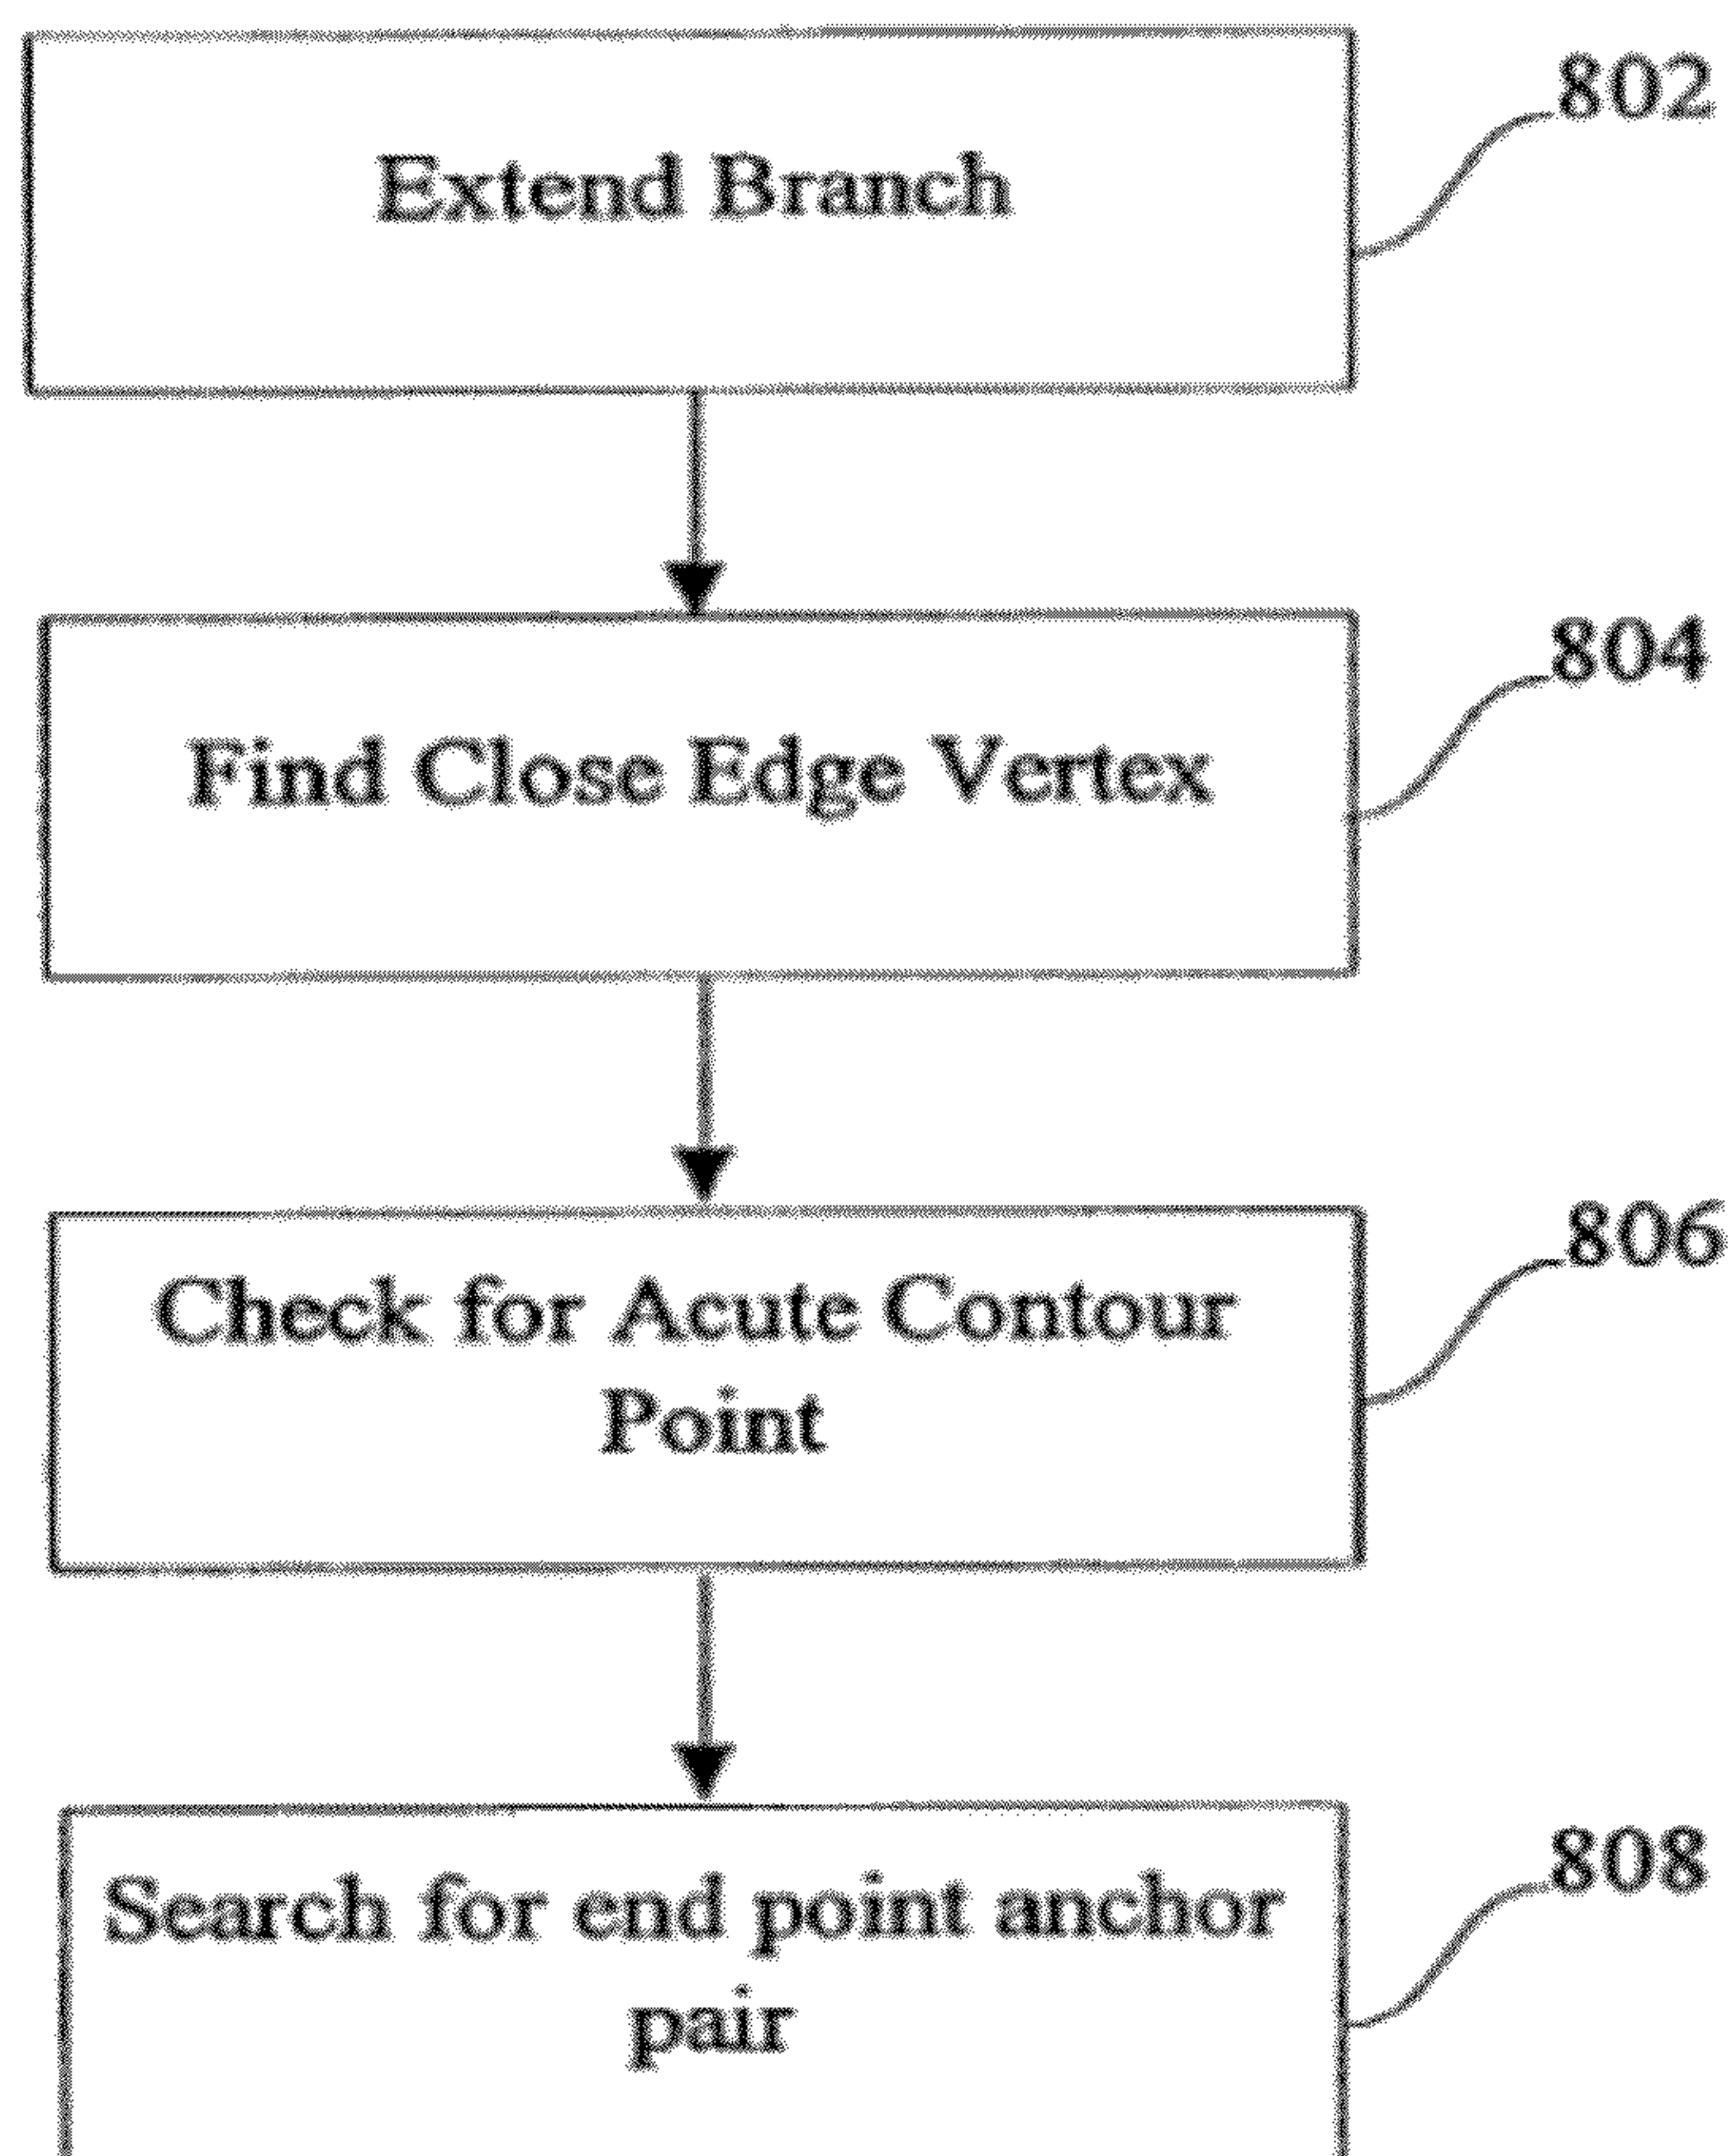 802
Extend Branch
804
Find Close Edge Vertex
806
Check for Acute Contour
Point
808
Search for end point anchor
pair